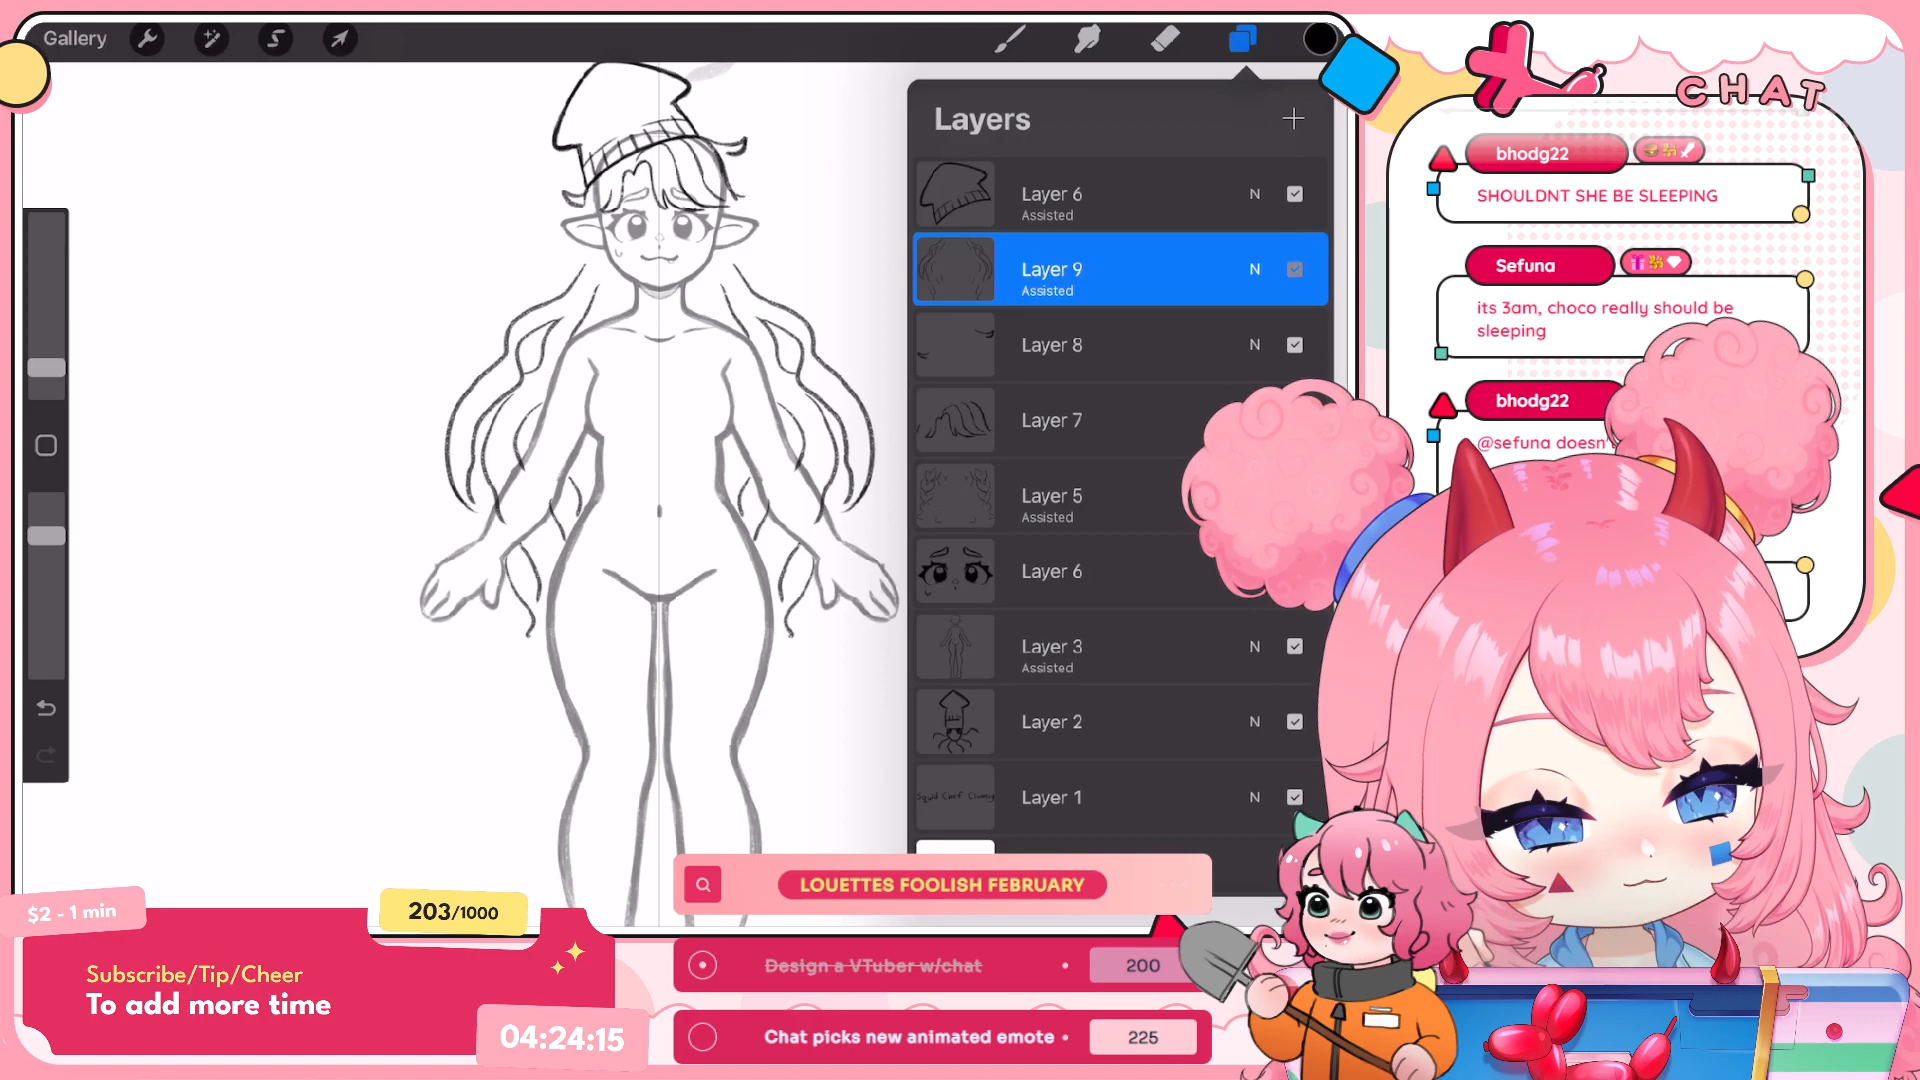 Gallery
Layers
Layer 6
N
Assisted
Layer 9
N
Assisted
Layer 8
N
Layer 7
Layer 5
Assisted
Layer 6
Layer 3
N
Assisted
Layer 2
N
Squid Chef Clumsy
Layer 1
N
CHAT
bhodg22
SHOULDNT SHE BE SLEEPING
Sefuna
its 3am, choco really should be
sleeping
bhodg22
@sefuna doesn'
LOUETTES FOOLISH FEBRUARY
Design a VTuber w/chat • 200
Chat picks new animated emote • 225
$2 - 1 min
203/1000
Subscribe/Tip/Cheer
To add more time
04:24:15